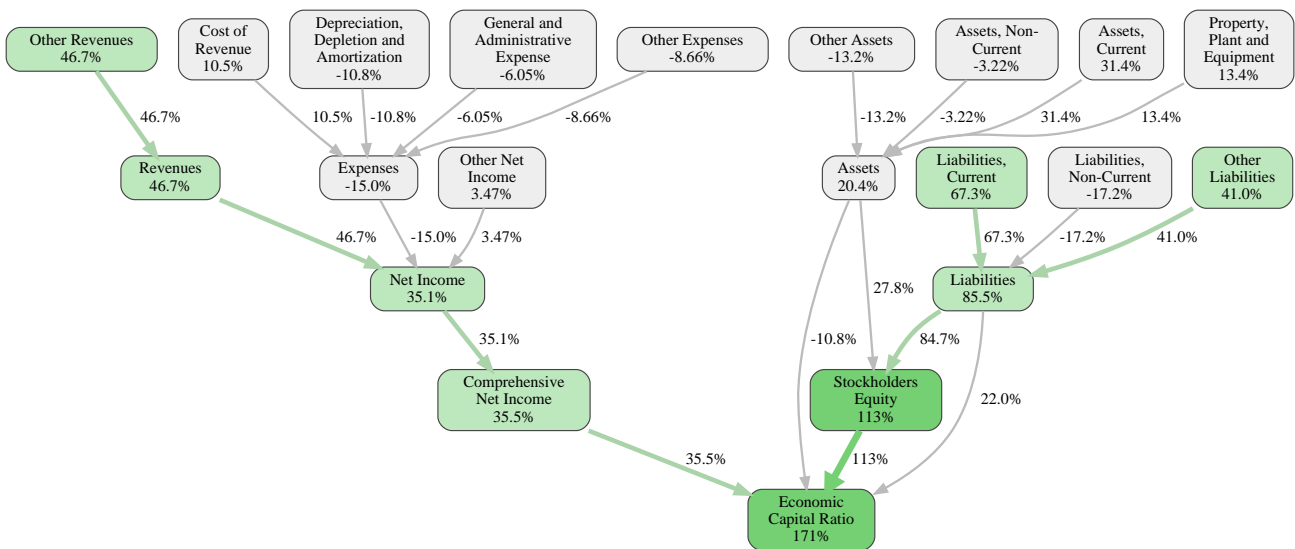 Other Revenues
46.7%
Cost of
Revenue
10.5%
Depreciation,
Depletion and
Amortization
-10.8%
General and
Administrative
Expense
-6.05%
Other Expenses
-8.66%
Other Assets
-13.2%
Assets, Non-
Current
-3.22%
Assets,
Current
31.4%
Property,
Plant and
Equipment
13.4%
46.7%
10.5%
-10.8%
-6.05%
-8.66%
-13.2%
-3.22%
31.4%
13.4%
Revenues
46.7%
Expenses
-15.0%
Other Net
Income
3.47%
Assets
20.4%
Liabilities,
Current
67.3%
Liabilities,
Non-Current
-17.2%
Other
Liabilities
41.0%
46.7%
-15.0%
3.47%
67.3%
-17.2%
41.0%
Net Income
35.1%
27.8%
Liabilities
85.5%
35.1%
-10.8%
84.7%
Comprehensive
Net Income
35.5%
Stockholders
Equity
113%
22.0%
35.5%
113%
Economic
Capital Ratio
171%